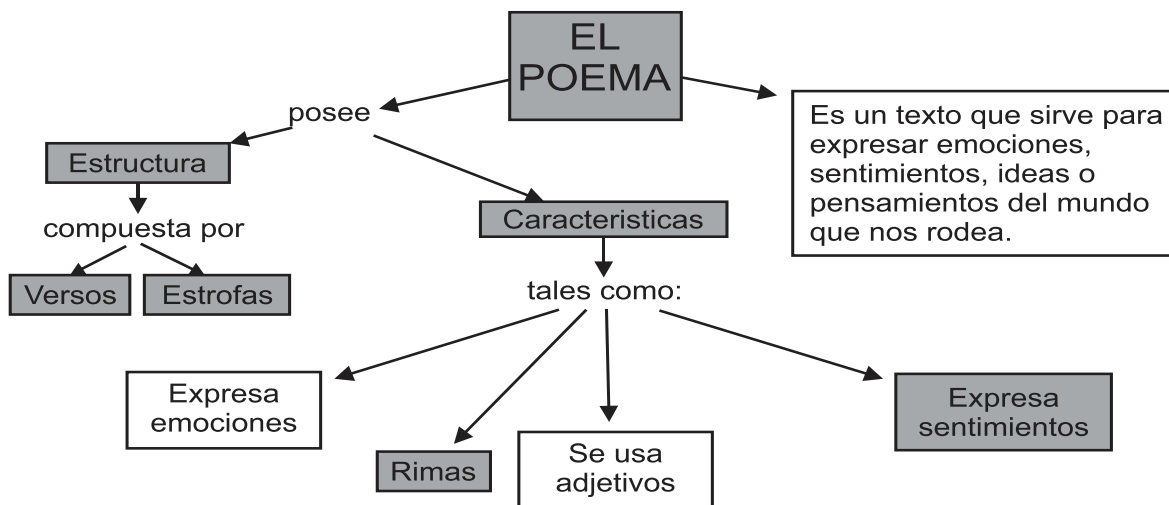 EL
POEMA
posee
Es un texto que sirve para
expresar emociones,
sentimientos, ideas o
pensamientos del mundo
que nos rodea.
Estructura
Caracteristicas
compuesta por
Versos
Estrofas
tales como:
Expresa
emociones
Rimas
Se usa
adjetivos
Expresa
sentimientos